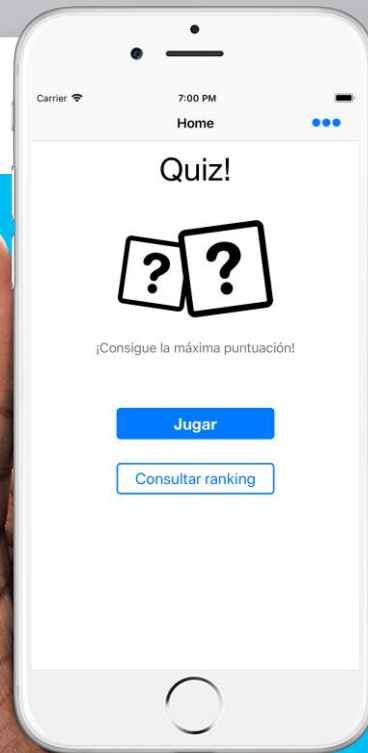 Carrier
7:00 PM
Home
Quiz!
? ?
¡Consigue la máxima puntuación!
Jugar
Consultar ranking